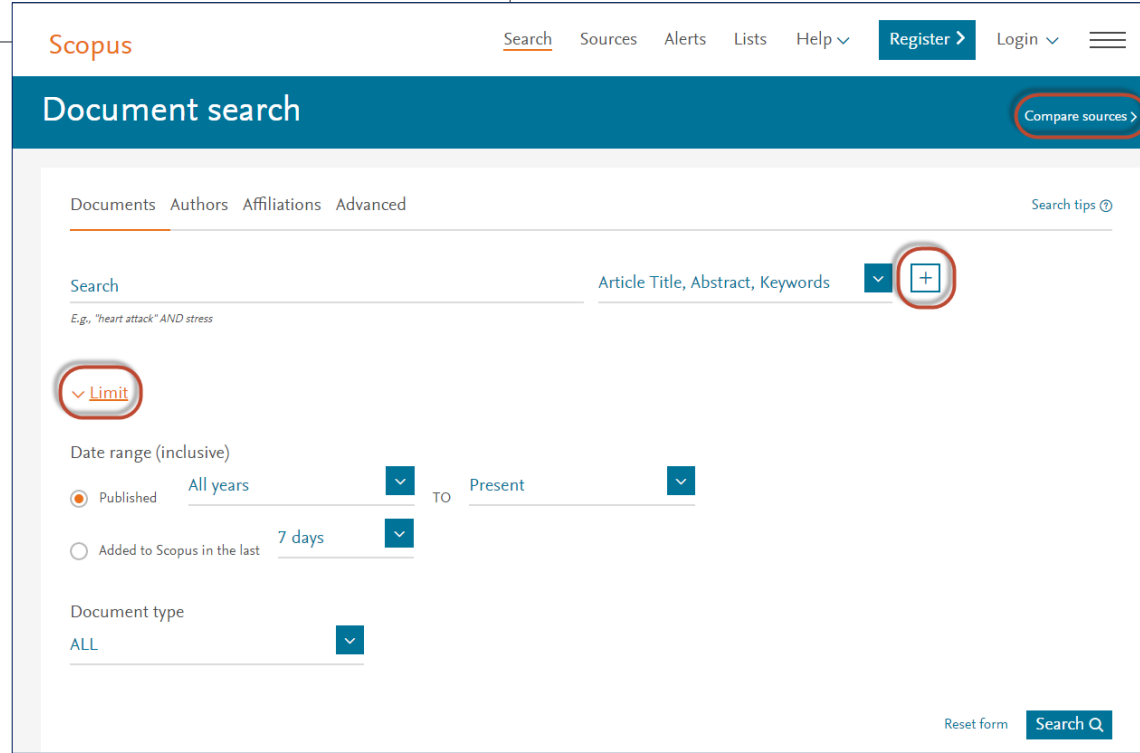 Scopus
Search Sources Alerts Lists Help Register Login
Document search
Compare sources
Documents Authors Affiliations Advanced
Search tips
Search
Article Title, Abstract, Keywords
E.g., "heart attack" AND stress
Limit
Date range (inclusive)
Published All years TO Present
Added to Scopus in the last 7 days
Document type
ALL
Reset form Search